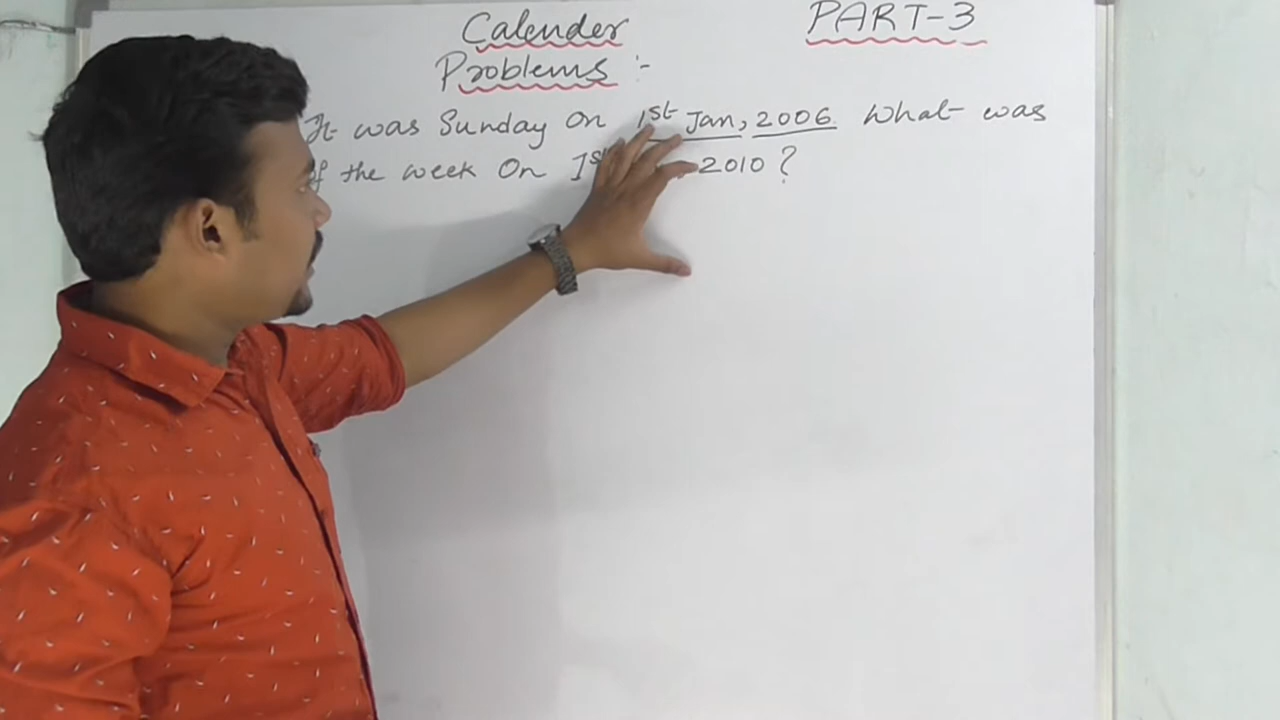 Calender PART-3
Problems :-
It was Sunday On 1st Jan, 2006. What was
of the week On 1st 2010 ?